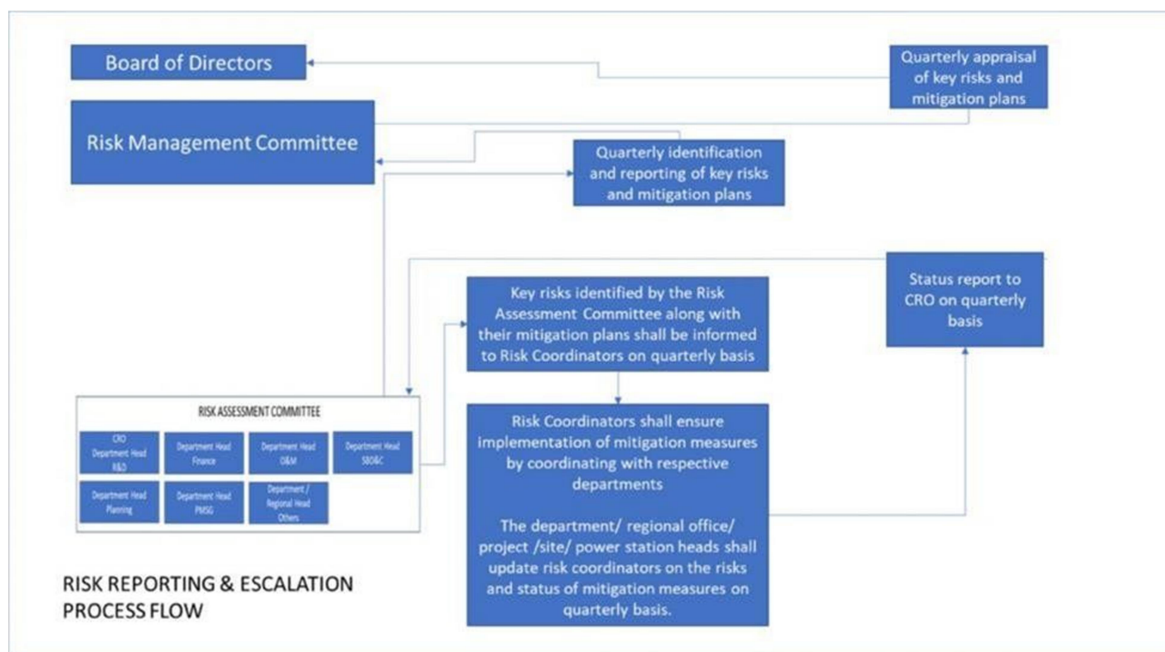 Board of Directors
Quarterly appraisal
of key risks and
mitigation plans
Risk Management Committee
Quarterly identification
and reporting of key risks
and mitigation plans
Status report to
CRO on quarterly
basis
Key risks identified by the Risk
Assessment Committee along with
their mitigation plans shall be informed
to Risk Coordinators on quarterly basis
RISK ASSESSMENT COMMITTEE
CRO
Department Head
R&D
Department Head
Finance
Department Head
O&M
Department Head
SBD&C
Department Head
Planning
Department Head
PMSG
Department /
Regional Head
Others
Risk Coordinators shall ensure
implementation of mitigation measures
by coordinating with respective
departments
The department/ regional office/
project /site/ power station heads shall
update risk coordinators on the risks
and status of mitigation measures on
quarterly basis.
RISK REPORTING & ESCALATION
PROCESS FLOW